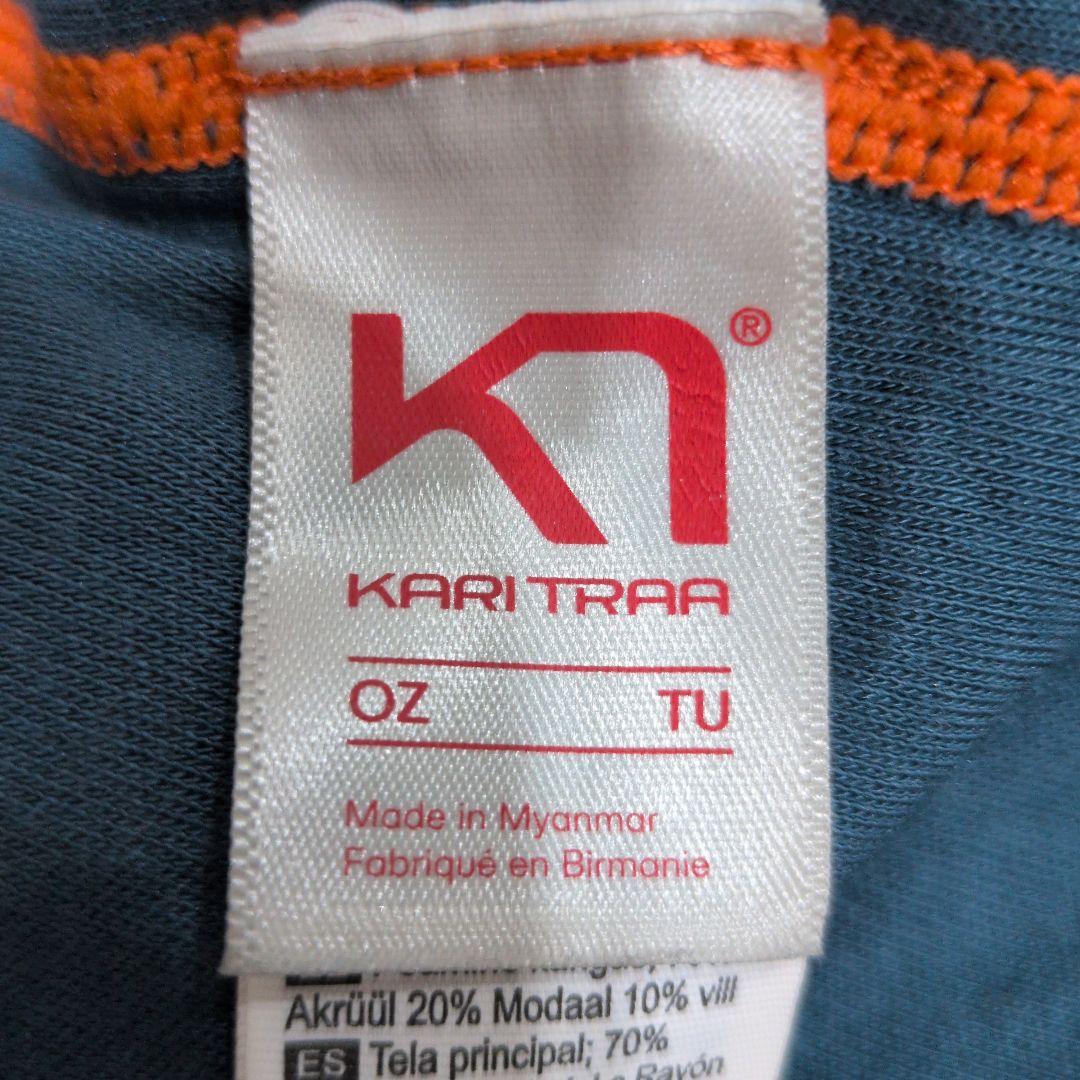 ®
KARI TRAA
OZ TU
Made in Myanmar
Fabriqué en Birmanie
Akrüül 20% Modaal 10% vill
ES Tela principal; 70%
Rayón